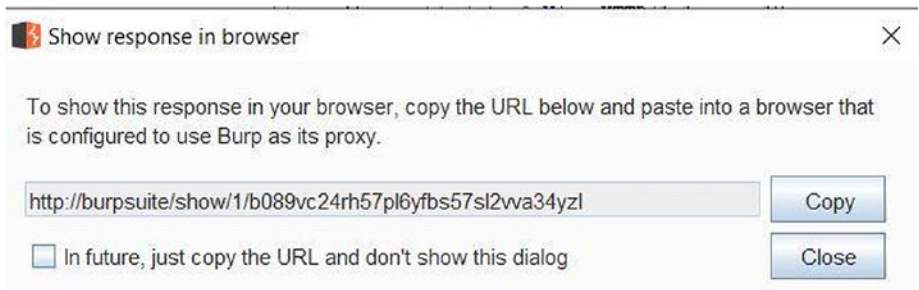 Show response in browser
To show this response in your browser, copy the URL below and paste into a browser that
is configured to use Burp as its proxy.
http://burpsuite/show/1/b089vc24rh57pl6yfbs57sl2vva34yzl
Copy
In future, just copy the URL and don't show this dialog
Close